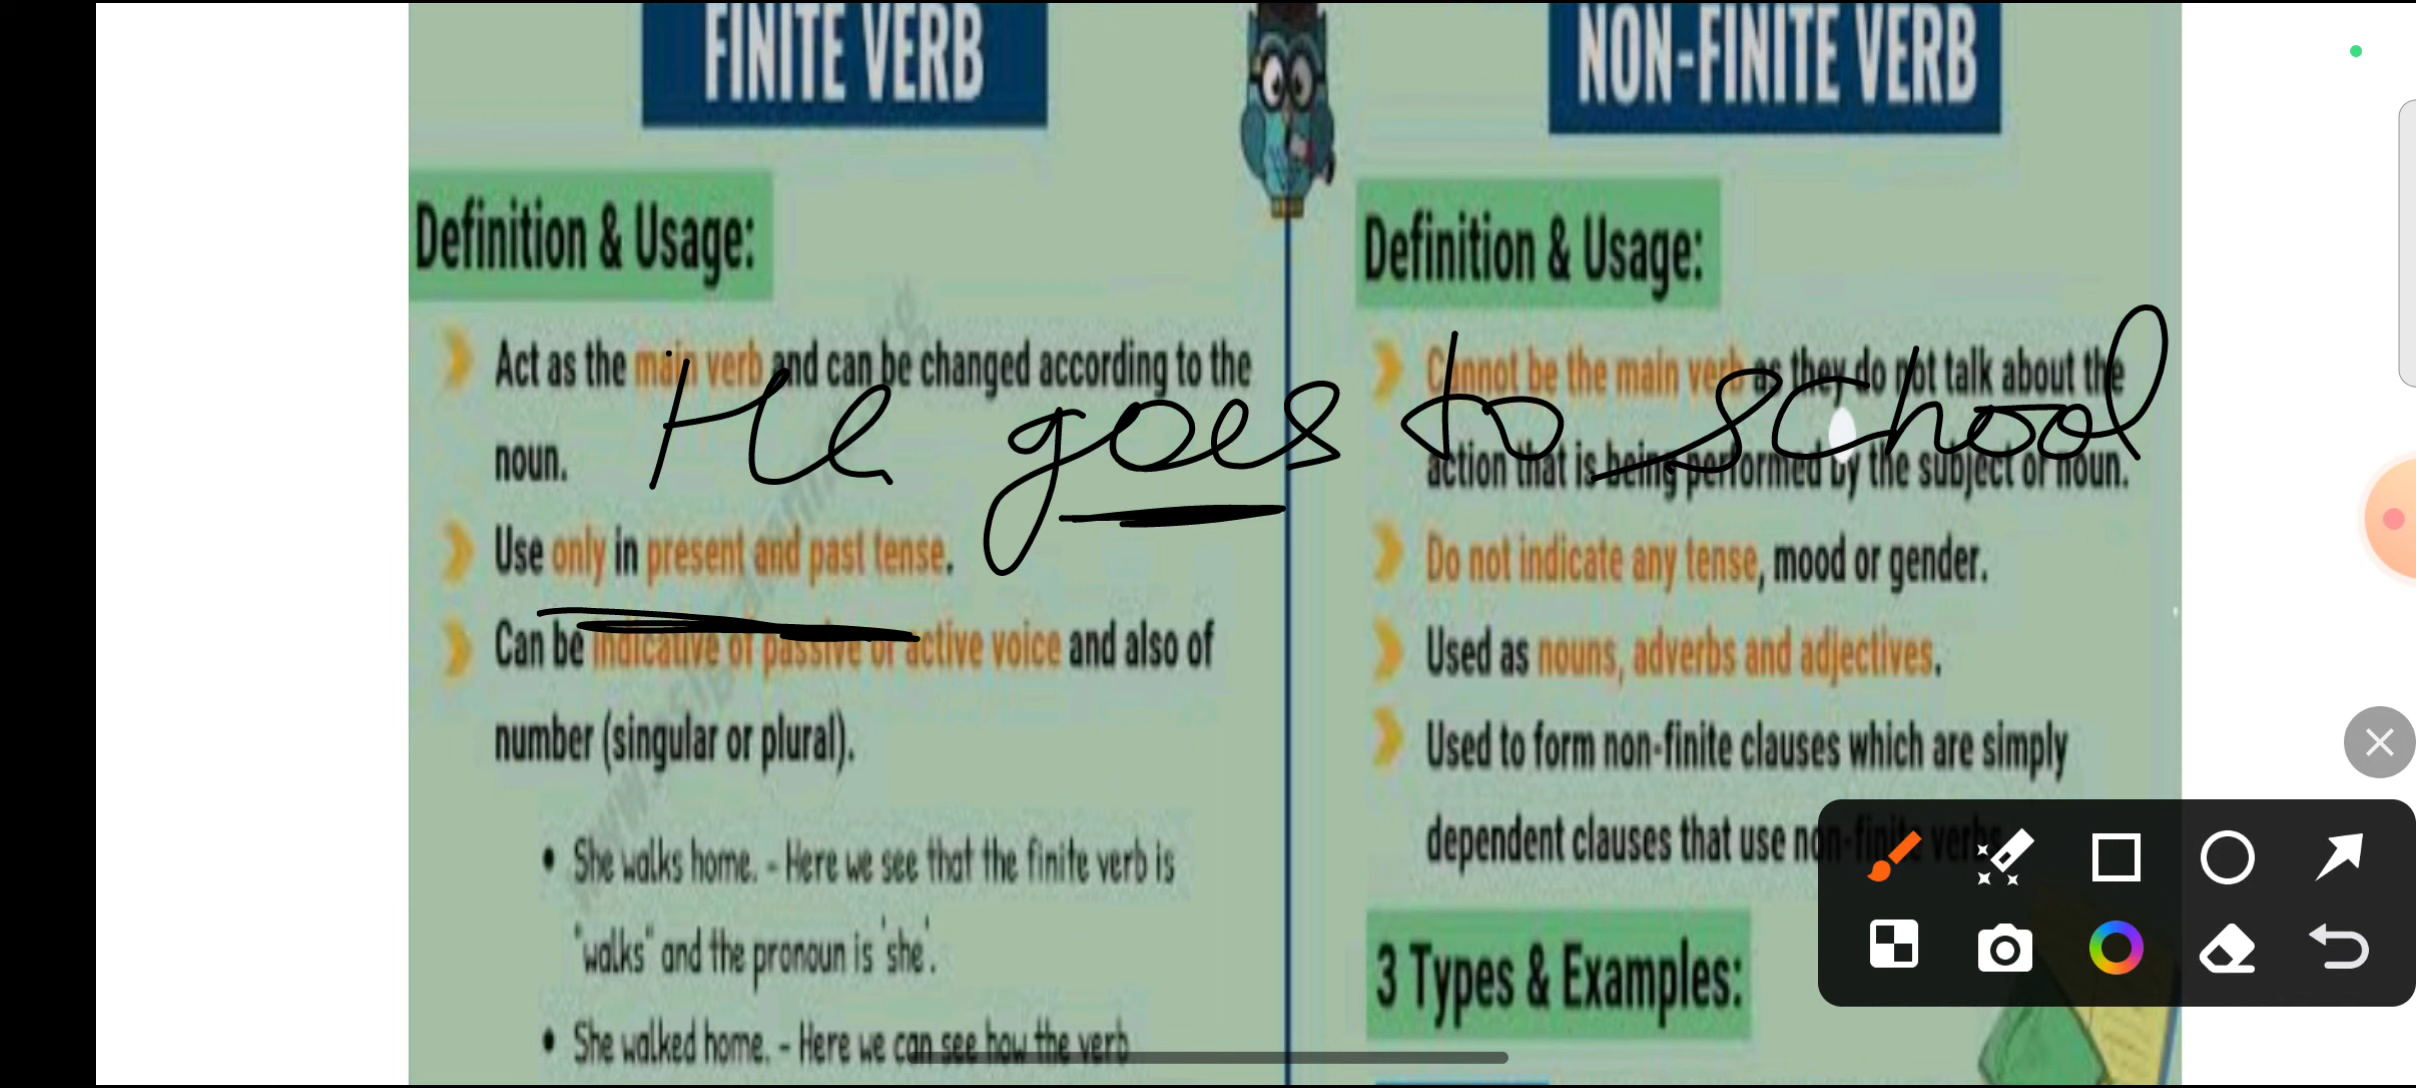 FINITE VERB
Definition & Usage:
Act as the main verb and can be changed according to the
noun.
Use only in present and past tense.
Can be indicative of passive or active voice and also of
number (singular or plural).
• She walks home. - Here we see that the finite verb is
"walks" and the pronoun is 'she'.
• She walked home. - Here we can see how the verb
He goes to school
NON-FINITE VERB
Definition & Usage:
Cannot be the main verb as they do not talk about the
action that is being performed by the subject or noun.
Do not indicate any tense, mood or gender.
Used as nouns, adverbs and adjectives.
Used to form non-finite clauses which are simply
dependent clauses that use non-finite verbs
3 Types & Examples: